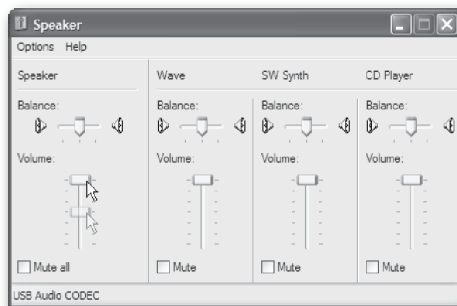 Speaker
Options Help
Speaker Wave SW Synth CD Player
Balance: Balance: Balance: Balance:
Volume: Volume: Volume: Volume:
Mute all Mute Mute Mute
USB Audio CODEC